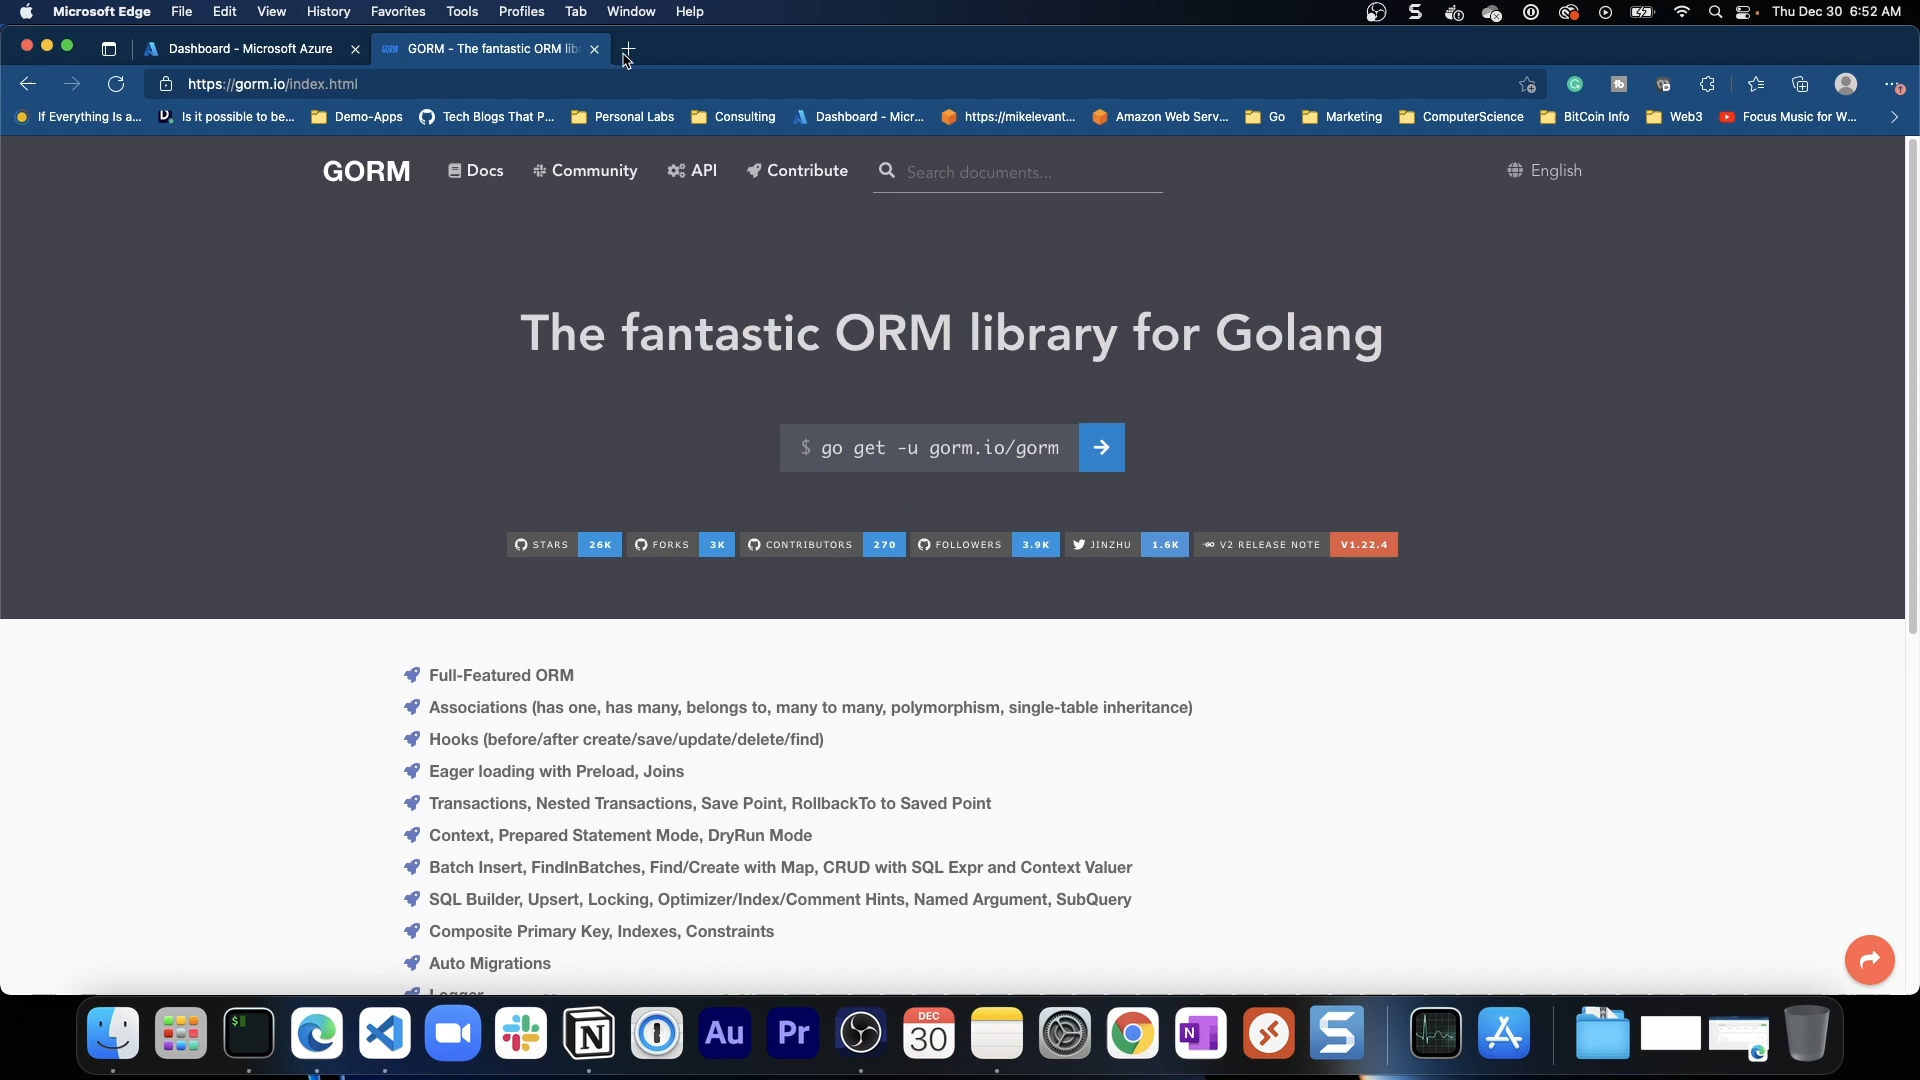 Microsoft Edge File Edit View History Favorites Tools Profiles Tab Window Help Thu Dec 30 6:52 AM
Dashboard - Microsoft Azure GORM - The fantastic ORM lib
https://gorm.io/index.html
If Everything Is a... Is it possible to be... Demo-Apps Tech Blogs That P... Personal Labs Consulting Dashboard - Micr... https://mikelevant... Amazon Web Serv... Go Marketing ComputerScience BitCoin Info Web3 Focus Music for W...
GORM Docs Community API Contribute Search documents... English
The fantastic ORM library for Golang
$ go get -u gorm.io/gorm
STARS 26K FORKS 3K CONTRIBUTORS 270 FOLLOWERS 3.9K JINZHU 1.6K V2 RELEASE NOTE V1.22.4
Full-Featured ORM
Associations (has one, has many, belongs to, many to many, polymorphism, single-table inheritance)
Hooks (before/after create/save/update/delete/find)
Eager loading with Preload, Joins
Transactions, Nested Transactions, Save Point, RollbackTo to Saved Point
Context, Prepared Statement Mode, DryRun Mode
Batch Insert, FindInBatches, Find/Create with Map, CRUD with SQL Expr and Context Valuer
SQL Builder, Upsert, Locking, Optimizer/Index/Comment Hints, Named Argument, SubQuery
Composite Primary Key, Indexes, Constraints
Auto Migrations
Logger
Au Pr DEC 30 N S